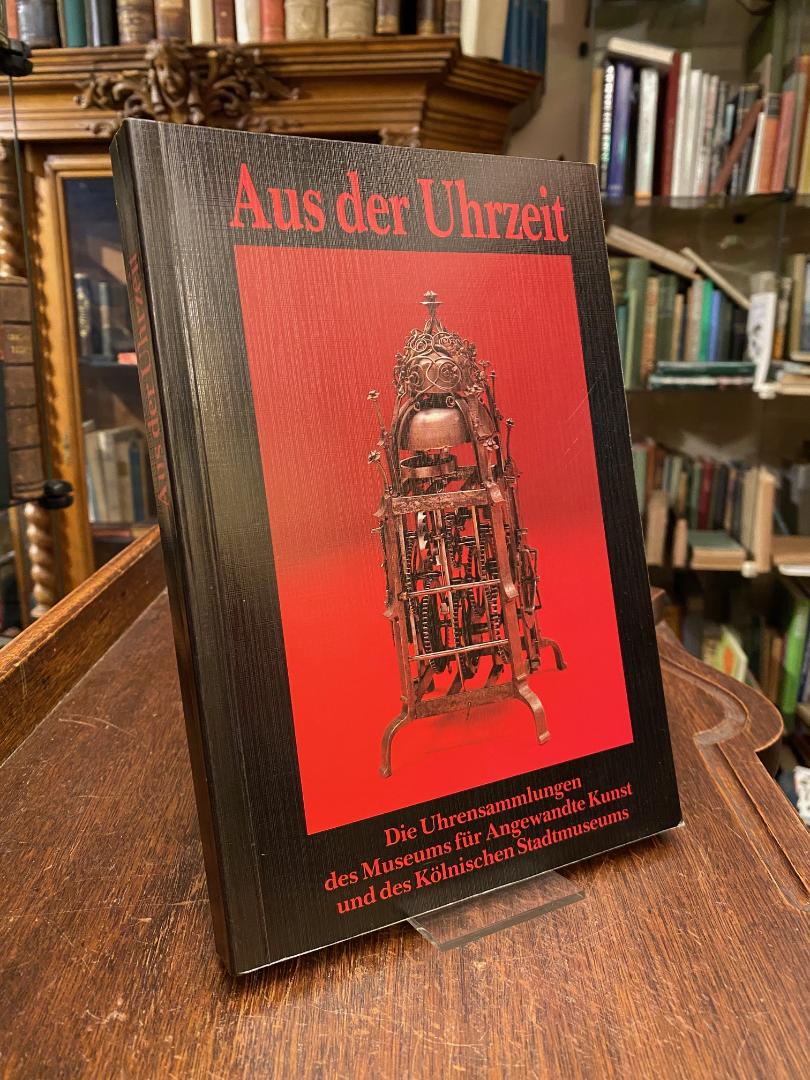 Aus der Uhrzeit
Aus der Uhrzeit
Die Uhrensammlungen
des Museums für Angewandte Kunst
und des Kölnischen Stadtmuseums